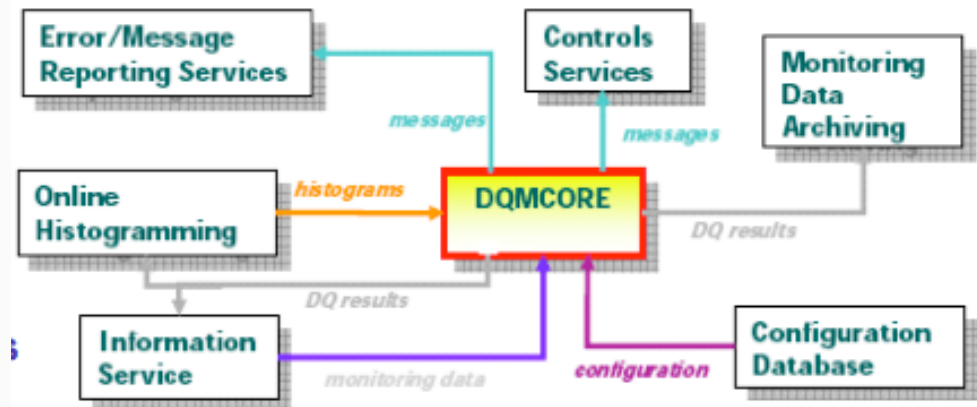 Error/Message
Reporting Services
Controls
Services
Monitoring
Data
Archiving
messages
messages
Online
Histogramming
histograms
DQMCORE
DQ results
DQ results
s
Information
Service
monitoring data
configuration
Configuration
Database